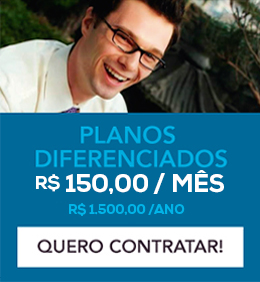 PLANOS
DIFERENCIADOS
R$ 150,00 / MÊS
R$ 1.500,00 /ANO
QUERO CONTRATAR!